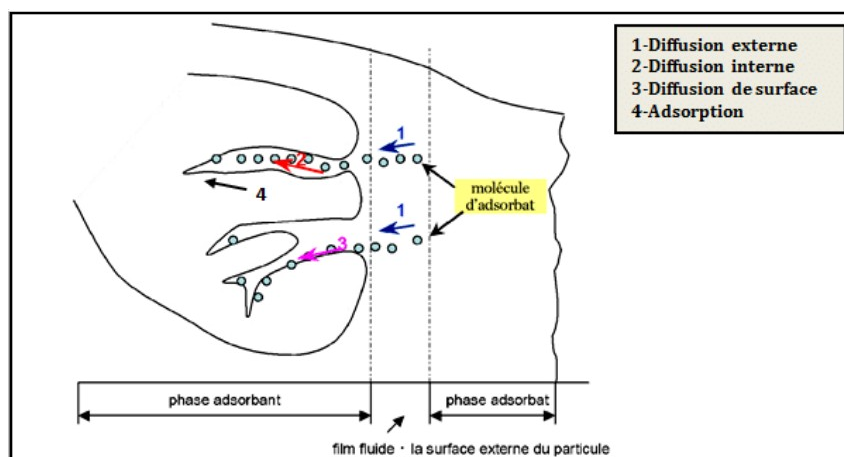 1-Diffusion externe
2-Diffusion interne
3-Diffusion de surface
4-Adsorption
1
2
4
molécule
d'adsorbat
1
3
phase adsorbant
phase adsorbat
film fluide · la surface externe du particule